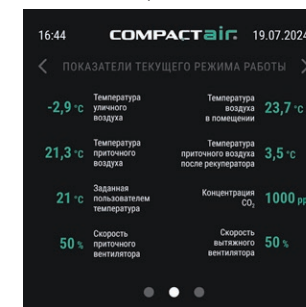 16:44 COMPACTair. 19.07.2024
ПОКАЗАТЕЛИ ТЕКУЩЕГО РЕЖИМА РАБОТЫ
-2,9 °C Температура уличного воздуха
Температура воздуха в помещении 23,7 °C
21,3 °C Температура приточного воздуха
Температура приточного воздуха после рекуператора 3,5 °C
21 °C Заданная пользователем температура
Концентрация CO₂ 1000 pp
50 % Скорость приточного вентилятора
Скорость вытяжного вентилятора 50 %